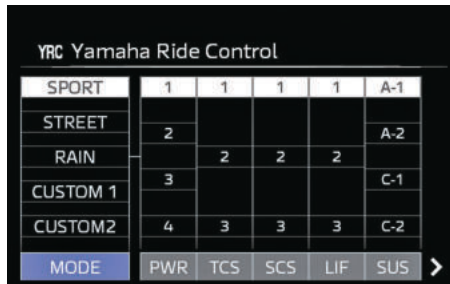 YRC Yamaha Ride Control
SPORT 1 1 1 1 A-1
STREET
2 A-2
RAIN 2 2 2
3 C-1
CUSTOM 1
CUSTOM2 4 3 3 3 C-2
MODE PWR TCS SCS LIF SUS >